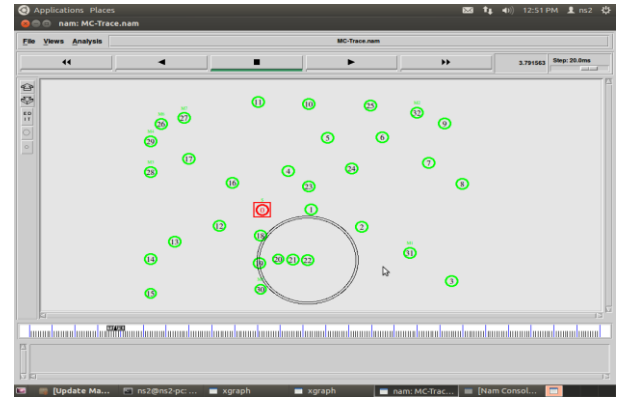 Applications Places
12:51 PM
ns2
nam: MC-Trace.nam
File Views Analysis
MC-Trace.nam
3.791563
Step: 20.0ms
11
10
25
32
26
27
9
29
5
6
17
28
24
7
4
16
23
8
0
1
12
2
18
13
31
14
19
20
21
22
3
15
30
[Update Ma...
ns2@ns2-pc: ...
xgraph
xgraph
nam: MC-Trac...
[Nam Consol...